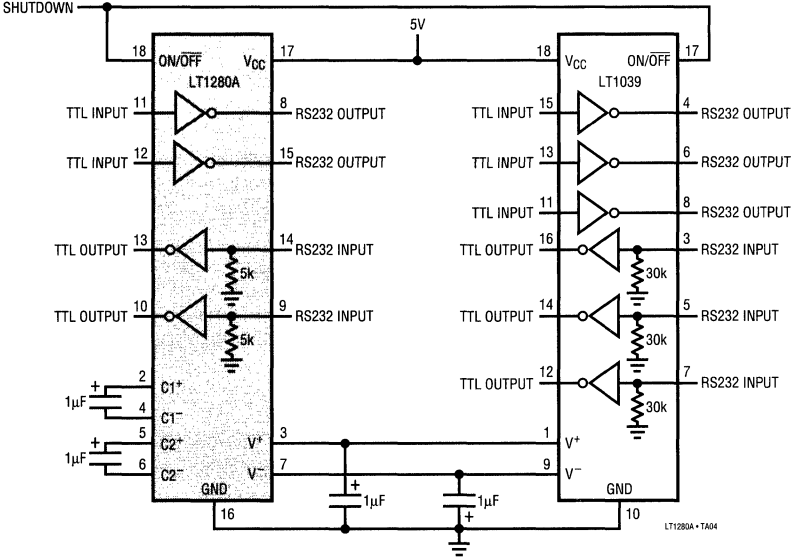 SHUTDOWN
5V
18 ON/OFF VCC 17
18 VCC ON/OFF 17
LT1280A
LT1039
TTL INPUT 11 8 RS232 OUTPUT
TTL INPUT 15 4 RS232 OUTPUT
TTL INPUT 12 15 RS232 OUTPUT
TTL INPUT 13 6 RS232 OUTPUT
TTL INPUT 11 8 RS232 OUTPUT
TTL OUTPUT 13 14 RS232 INPUT
5k
TTL OUTPUT 16 3 RS232 INPUT
30k
TTL OUTPUT 10 9 RS232 INPUT
5k
TTL OUTPUT 14 5 RS232 INPUT
30k
TTL OUTPUT 12 7 RS232 INPUT
30k
2 C1+
+
1µF
4 C1−
5 C2+
+
1µF
6 C2−
V+ 3
1 V+
V− 7
9 V−
+
1µF
1µF
+
GND
16
GND
10
LT1280A • TA04